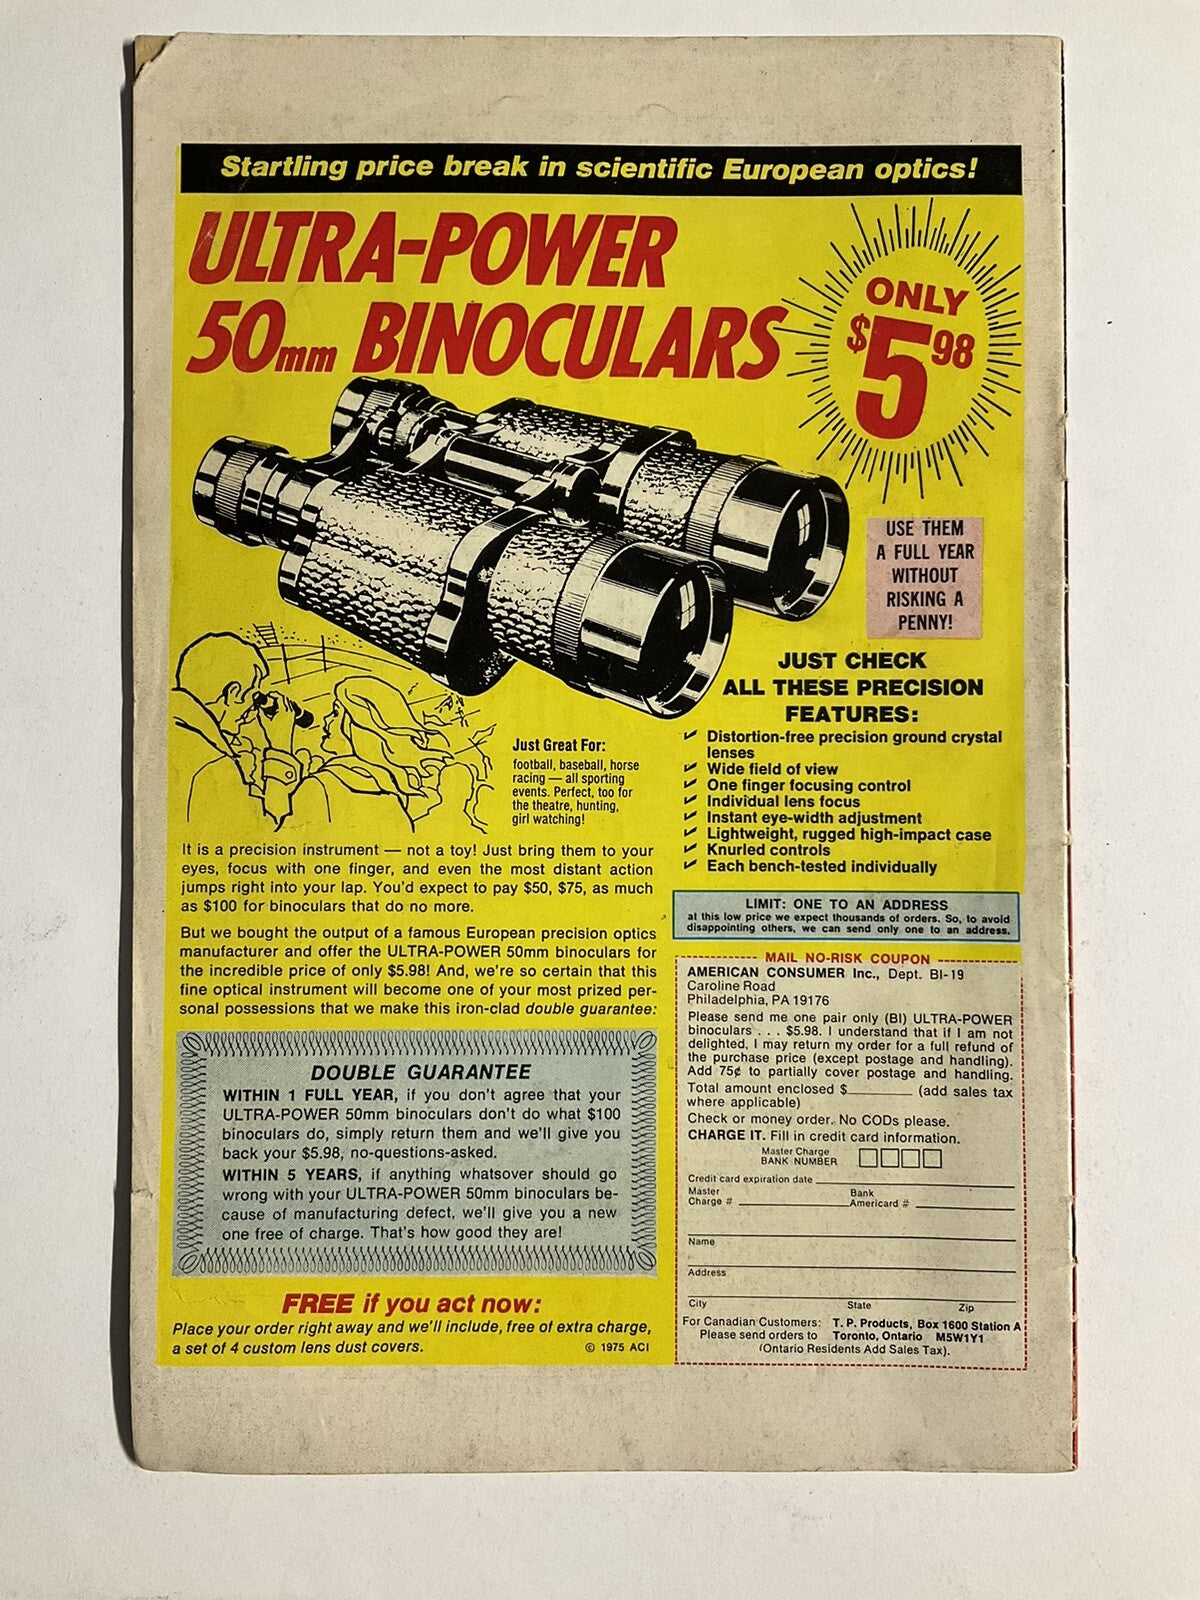 Startling price break in scientific European optics!
ULTRA-POWER
50mm BINOCULARS
ONLY
$5 98
USE THEM
A FULL YEAR
WITHOUT
RISKING A
PENNY!
JUST CHECK
ALL THESE PRECISION
FEATURES:
Distortion-free precision ground crystal
lenses
Wide field of view
One finger focusing control
Individual lens focus
Instant eye-width adjustment
Lightweight, rugged high-impact case
Knurled controls
Each bench-tested individually
Just Great For:
football, baseball, horse
racing — all sporting
events. Perfect, too for
the theatre, hunting,
girl watching!
It is a precision instrument — not a toy! Just bring them to your
eyes, focus with one finger, and even the most distant action
jumps right into your lap. You'd expect to pay $50, $75, as much
as $100 for binoculars that do no more.
But we bought the output of a famous European precision optics
manufacturer and offer the ULTRA-POWER 50mm binoculars for
the incredible price of only $5.98! And, we're so certain that this
fine optical instrument will become one of your most prized per-
sonal possessions that we make this iron-clad double guarantee:
DOUBLE GUARANTEE
WITHIN 1 FULL YEAR, if you don't agree that your
ULTRA-POWER 50mm binoculars don't do what $100
binoculars do, simply return them and we'll give you
back your $5.98, no-questions-asked.
WITHIN 5 YEARS, if anything whatsover should go
wrong with your ULTRA-POWER 50mm binoculars be-
cause of manufacturing defect, we'll give you a new
one free of charge. That's how good they are!
FREE if you act now:
Place your order right away and we'll include, free of extra charge,
a set of 4 custom lens dust covers.
© 1975 ACI
LIMIT: ONE TO AN ADDRESS
at this low price we expect thousands of orders. So, to avoid
disappointing others, we can send only one to an address.
MAIL NO-RISK COUPON
AMERICAN CONSUMER Inc., Dept. BI-19
Caroline Road
Philadelphia, PA 19176
Please send me one pair only (BI) ULTRA-POWER
binoculars . . . $5.98. I understand that if I am not
delighted, I may return my order for a full refund of
the purchase price (except postage and handling).
Add 75¢ to partially cover postage and handling.
Total amount enclosed $________ (add sales tax
where applicable)
Check or money order. No CODs please.
CHARGE IT. Fill in credit card information.
Master Charge
BANK NUMBER
Credit card expiration date
Master Charge #
Bank Americard #
Name
Address
City State Zip
For Canadian Customers: T. P. Products, Box 1600 Station A
Please send orders to Toronto, Ontario M5W1Y1
(Ontario Residents Add Sales Tax).